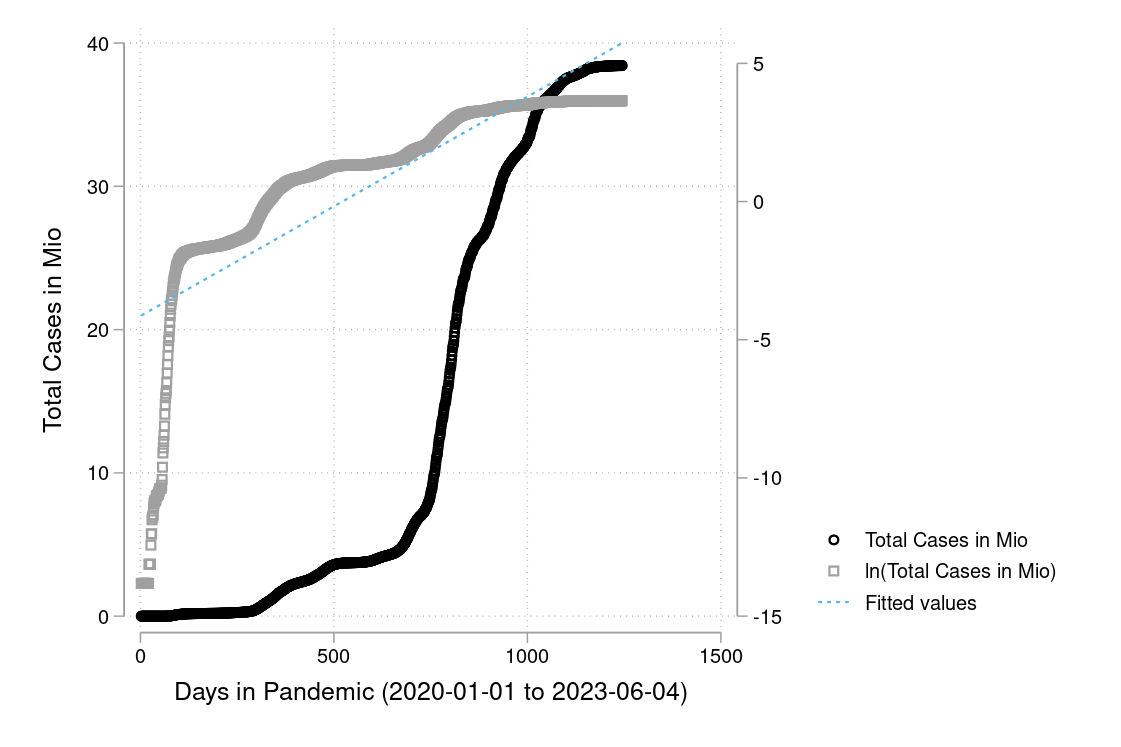 Total Cases in Mio
40
30
20
10
0
5
0
-5
-10
-15
0
500
1000
1500
Days in Pandemic (2020-01-01 to 2023-06-04)
Total Cases in Mio
ln(Total Cases in Mio)
Fitted values